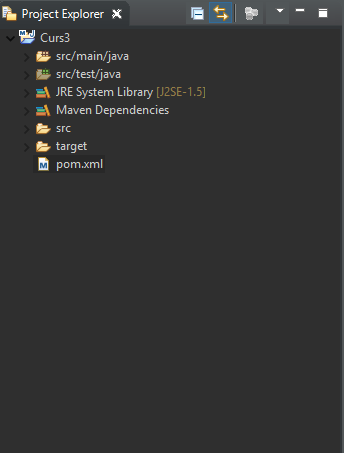 Project Explorer
Curs3
src/main/java
src/test/java
JRE System Library [J2SE-1.5]
Maven Dependencies
src
target
pom.xml